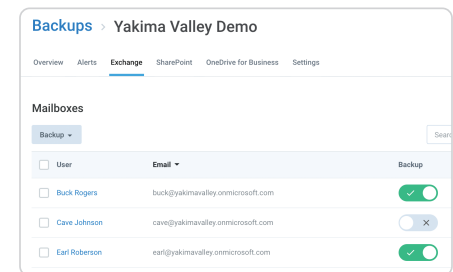 Backups > Yakima Valley Demo
Overview Alerts Exchange SharePoint OneDrive for Business Settings
Mailboxes
Backup
User Email Backup
Buck Rogers buck@yakimavalley.onmicrosoft.com
Cave Johnson cave@yakimavalley.onmicrosoft.com
Earl Roberson earl@yakimavalley.onmicrosoft.com